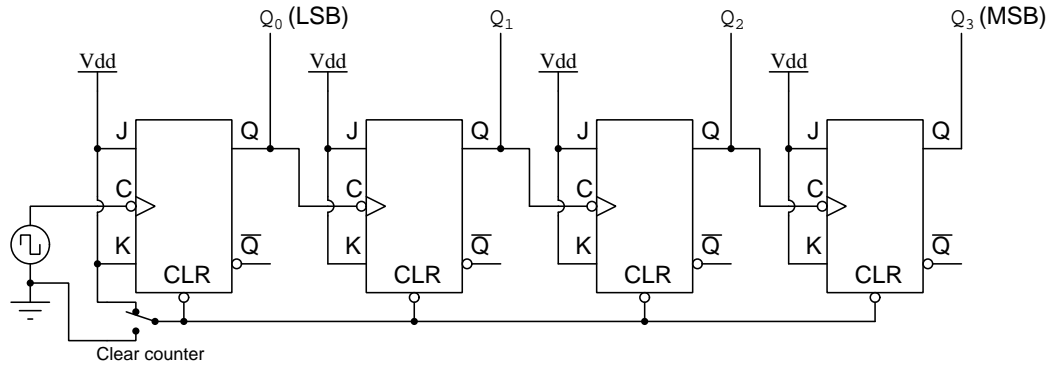 Q0 (LSB) Q1 Q2 Q3 (MSB)
Vdd Vdd Vdd Vdd
J Q J Q J Q J Q
C C C C
K Q̅ K Q̅ K Q̅ K Q̅
CLR CLR CLR CLR
Clear counter